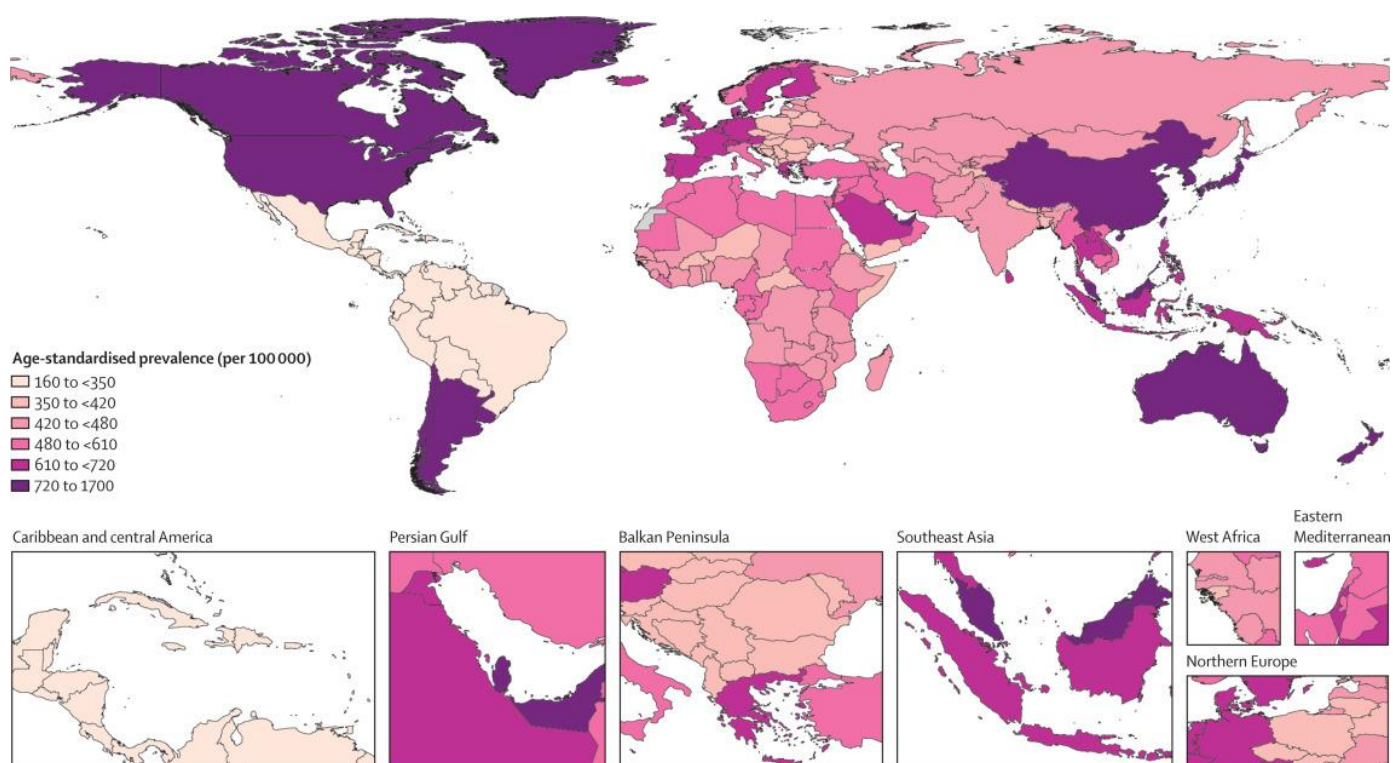 Age-standardised prevalence (per 100 000)
160 to <350
350 to <420
420 to <480
480 to <610
610 to <720
720 to 1700
Caribbean and central America
Persian Gulf
Balkan Peninsula
Southeast Asia
West Africa
Eastern
Mediterranean
Northern Europe